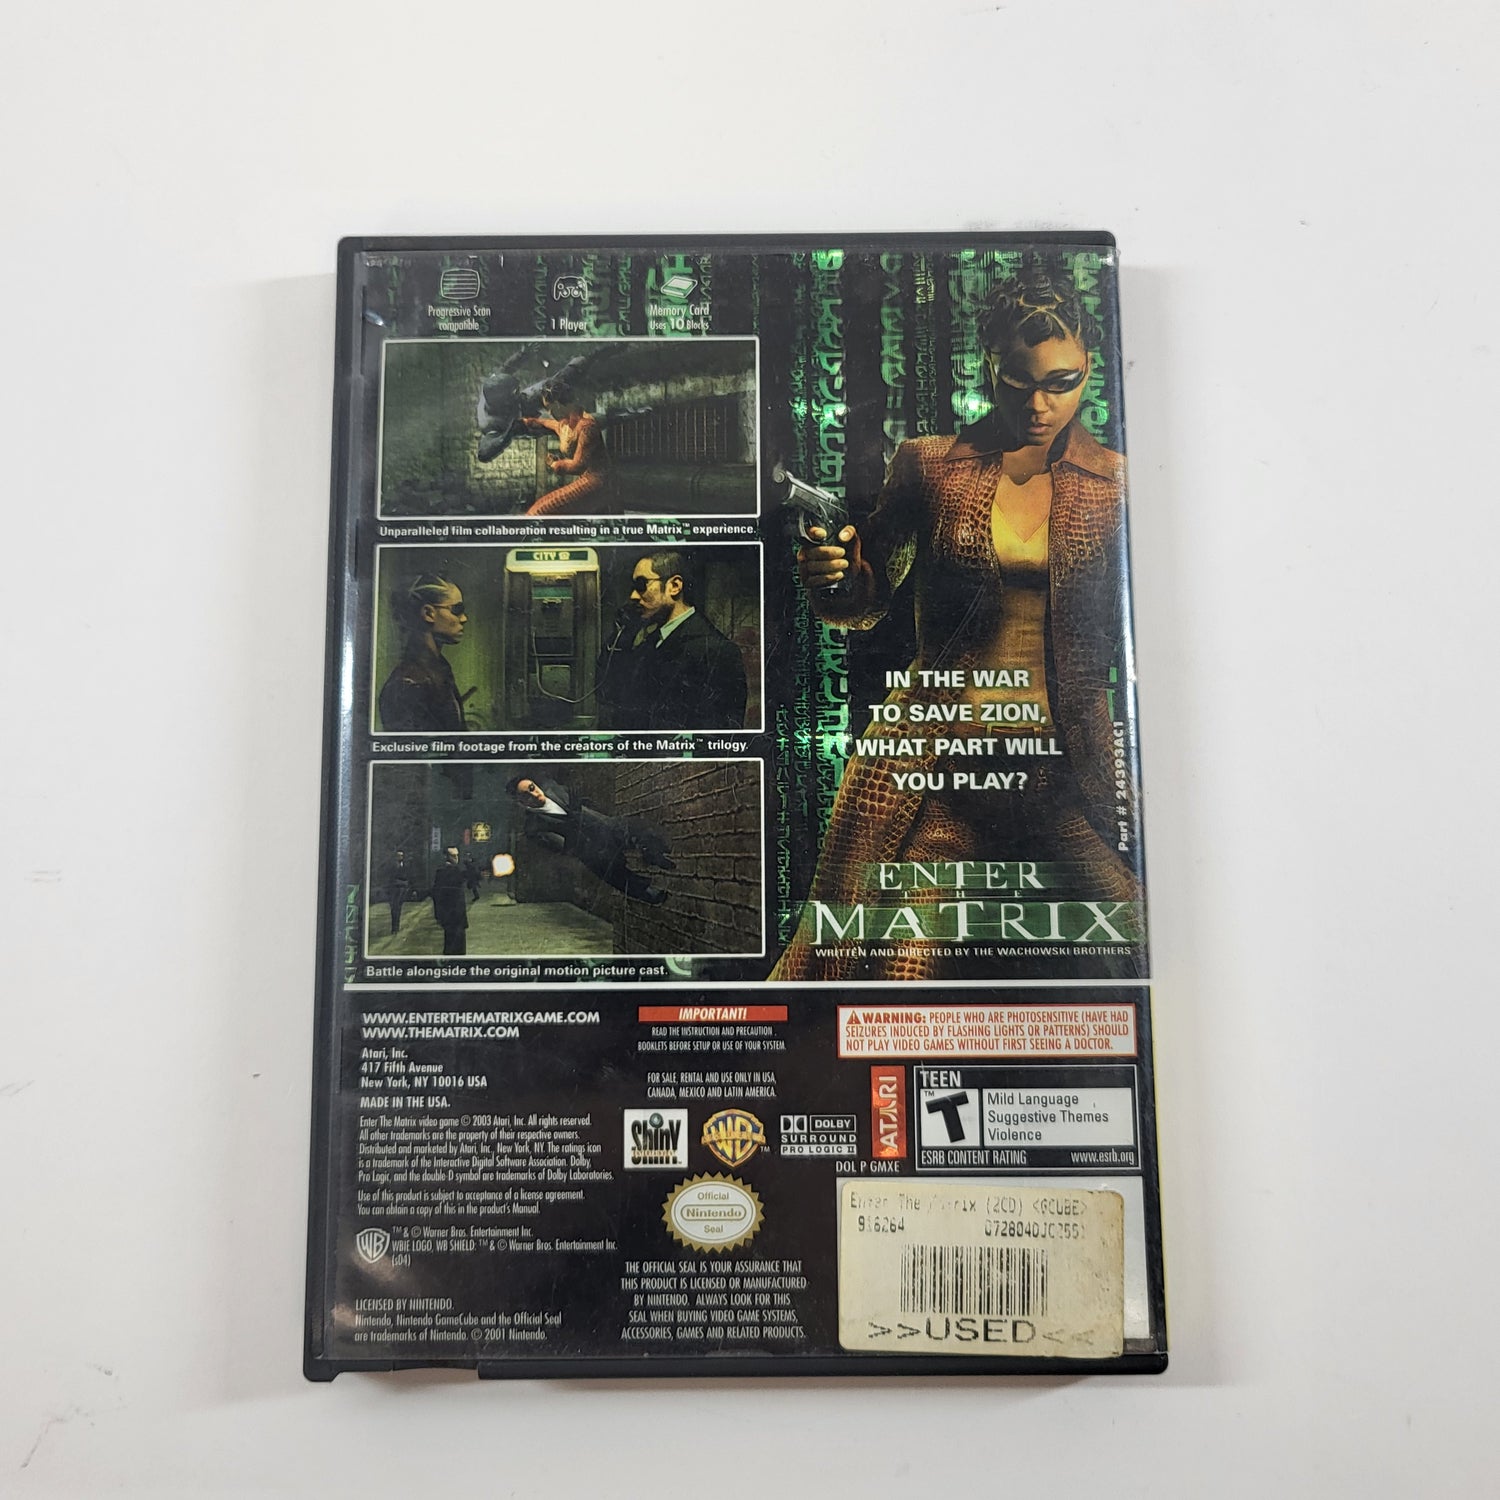 Progressive Scan
compatible
1 Player
Memory Card
Uses 10 Blocks
Unparalleled film collaboration resulting in a true Matrix™ experience.
CITY
Exclusive film footage from the creators of the Matrix™ trilogy.
Battle alongside the original motion picture cast.
IN THE WAR
TO SAVE ZION,
WHAT PART WILL
YOU PLAY?
Part # 24393AC1
ENTER
THE
MATRIX
WRITTEN AND DIRECTED BY THE WACHOWSKI BROTHERS
WWW.ENTERTHEMATRIXGAME.COM
WWW.THEMATRIX.COM
Atari, Inc.
417 Fifth Avenue
New York, NY 10016 USA
MADE IN THE USA.
Enter The Matrix video game © 2003 Atari, Inc. All rights reserved.
All other trademarks are the property of their respective owners.
Distributed and marketed by Atari, Inc., New York, NY. The ratings icon
is a trademark of the Interactive Digital Software Association. Dolby,
Pro Logic, and the double-D symbol are trademarks of Dolby Laboratories.
Use of this product is subject to acceptance of a license agreement.
You can obtain a copy of this in the product's Manual.
WB
™ & © Warner Bros. Entertainment Inc.
WBIE LOGO, WB SHIELD: ™ & © Warner Bros. Entertainment Inc.
(s04)
LICENSED BY NINTENDO.
Nintendo, Nintendo GameCube and the Official Seal
are trademarks of Nintendo. © 2001 Nintendo.
IMPORTANT!
READ THE INSTRUCTION AND PRECAUTION
BOOKLETS BEFORE SETUP OR USE OF YOUR SYSTEM.
FOR SALE, RENTAL AND USE ONLY IN USA,
CANADA, MEXICO AND LATIN AMERICA.
Shiny
ENTERTAINMENT
WB
™
DOLBY
SURROUND
PRO LOGIC II
ATARI
DOL P GMXE
Official
Nintendo
Seal
THE OFFICIAL SEAL IS YOUR ASSURANCE THAT
THIS PRODUCT IS LICENSED OR MANUFACTURED
BY NINTENDO. ALWAYS LOOK FOR THIS
SEAL WHEN BUYING VIDEO GAME SYSTEMS,
ACCESSORIES, GAMES AND RELATED PRODUCTS.
WARNING: PEOPLE WHO ARE PHOTOSENSITIVE (HAVE HAD
SEIZURES INDUCED BY FLASHING LIGHTS OR PATTERNS) SHOULD
NOT PLAY VIDEO GAMES WITHOUT FIRST SEEING A DOCTOR.
TEEN
T
™
Mild Language
Suggestive Themes
Violence
ESRB CONTENT RATING www.esrb.org
Enter The (2CD) <GCUBE>
916264
>>USED<<